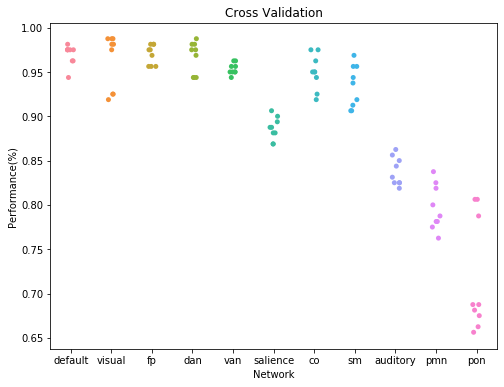 Cross Validation
1.00
0.95
0.90
0.85
0.80
0.75
0.70
0.65
Performance(%)
default visual fp dan van salience co sm auditory pmn pon
Network